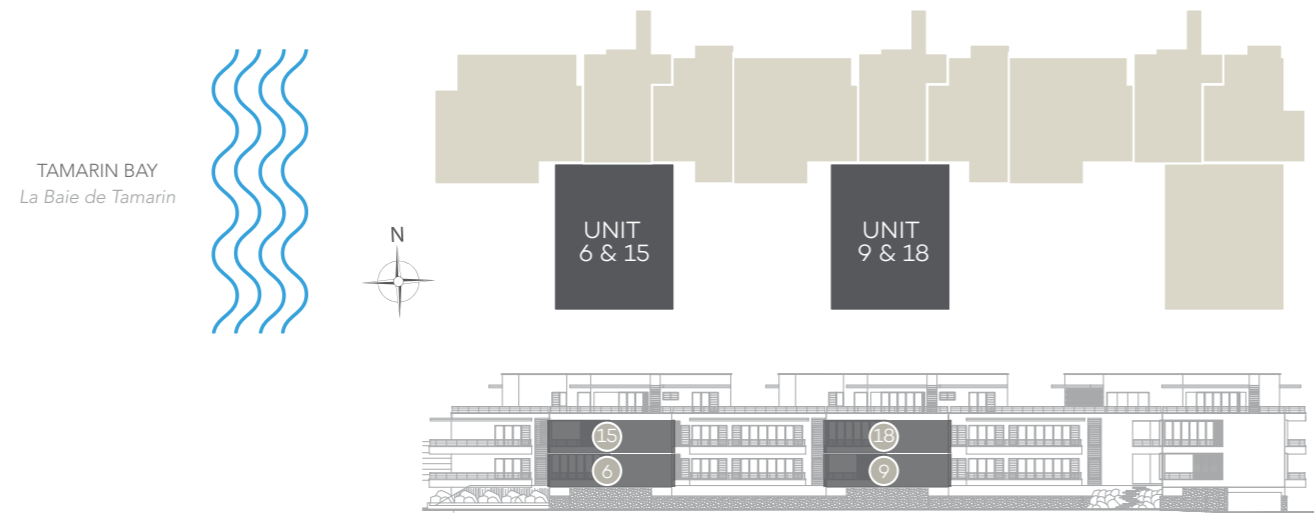 TAMARIN BAY
La Baie de Tamarin
N
UNIT
6 & 15
UNIT
9 & 18
15
18
6
9